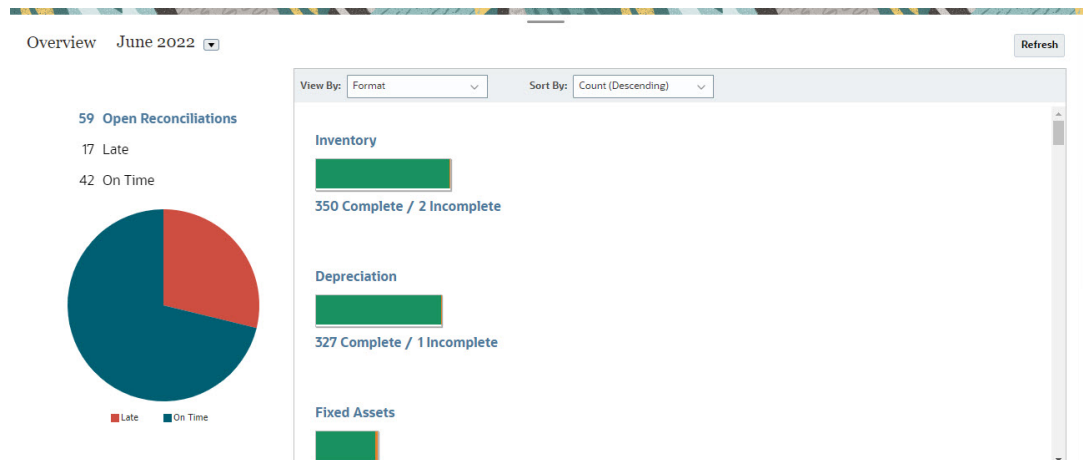 Overview June 2022
Refresh
View By: Format Sort By: Count (Descending)
59 Open Reconciliations
17 Late
42 On Time
Late On Time
Inventory
350 Complete / 2 Incomplete
Depreciation
327 Complete / 1 Incomplete
Fixed Assets